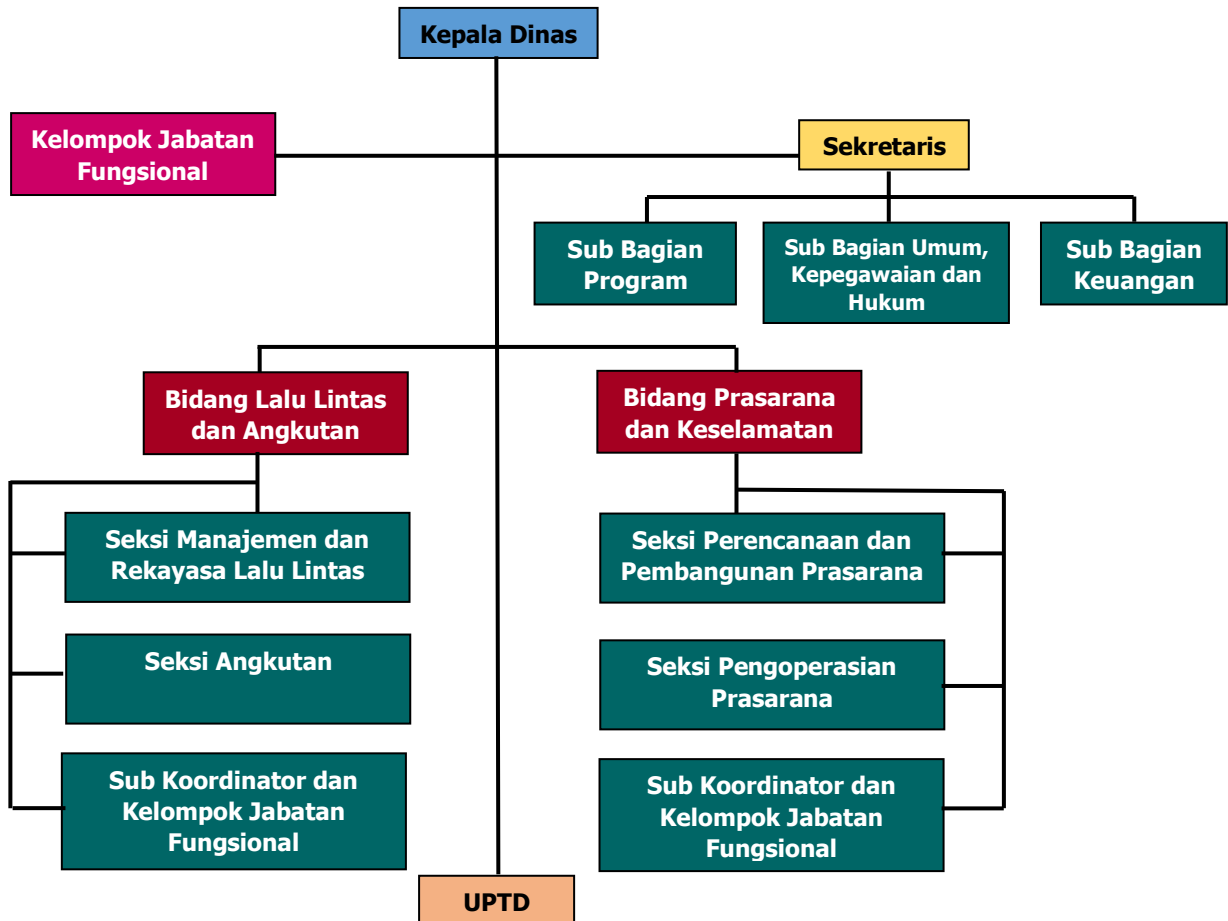 Kepala Dinas
Kelompok Jabatan
Fungsional
Sekretaris
Sub Bagian
Program
Sub Bagian Umum,
Kepegawaian dan
Hukum
Sub Bagian
Keuangan
Bidang Lalu Lintas
dan Angkutan
Bidang Prasarana
dan Keselamatan
Seksi Manajemen dan
Rekayasa Lalu Lintas
Seksi Perencanaan dan
Pembangunan Prasarana
Seksi Angkutan
Seksi Pengoperasian
Prasarana
Sub Koordinator dan
Kelompok Jabatan
Fungsional
Sub Koordinator dan
Kelompok Jabatan
Fungsional
UPTD